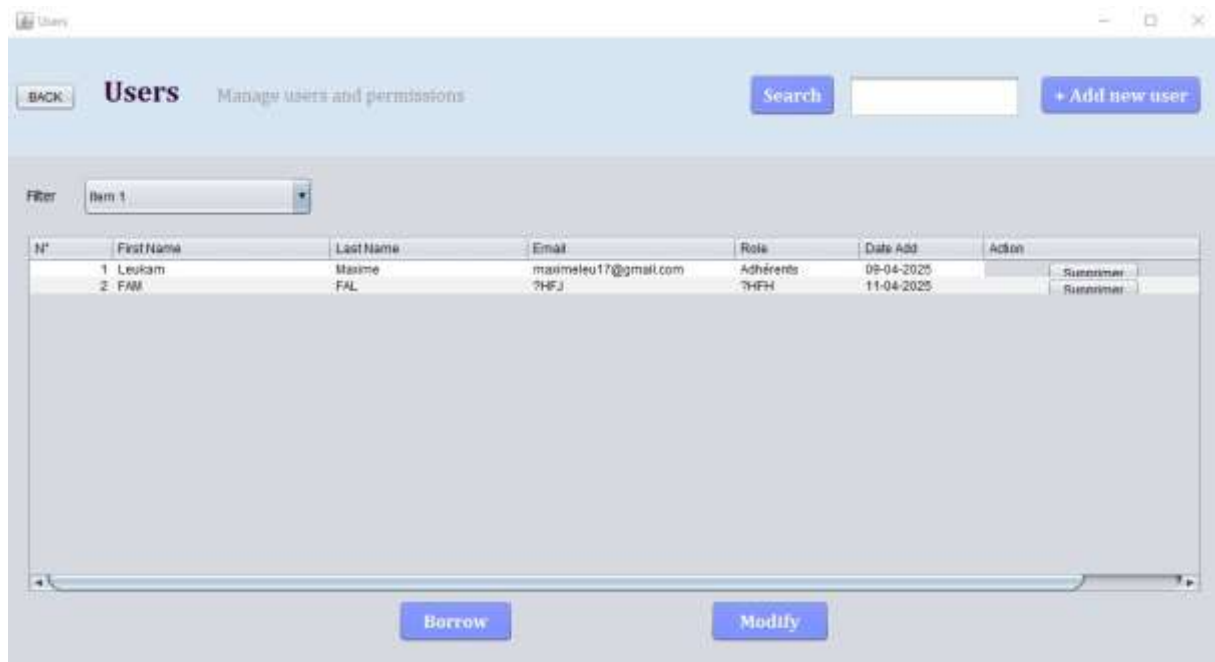 Users
BACK Users Manage users and permissions Search + Add new user
Filter Item 1
N° First Name Last Name Email Role Date Add Action
1 Leukam Maxime maximeleu17@gmail.com Adhérents 09-04-2025 Supprimer
2 FAM FAL ?HFJ ?HFH 11-04-2025 Supprimer
Borrow Modify